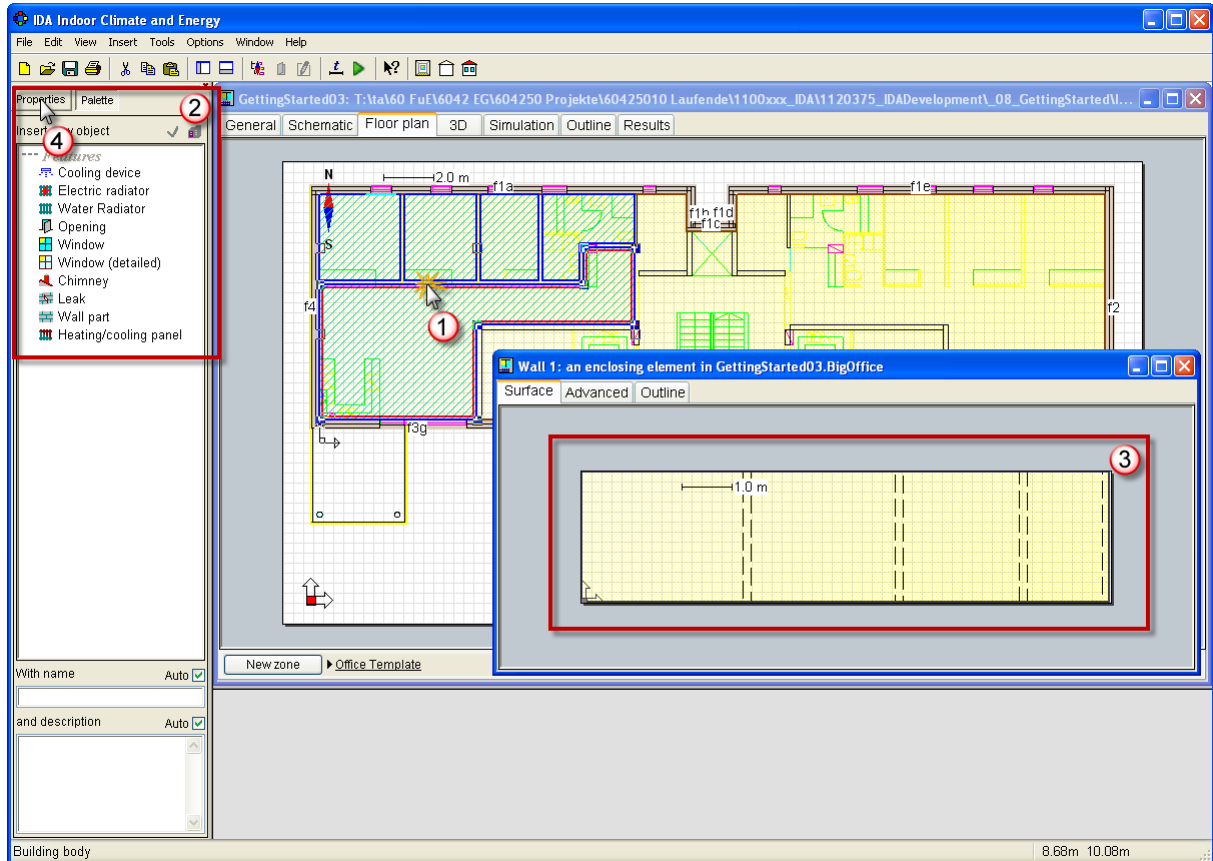 IDA Indoor Climate and Energy
File Edit View Insert Tools Options Window Help
Properties Palette
2
4
Insert object
Features
Cooling device
Electric radiator
Water Radiator
Opening
Window
Window (detailed)
Chimney
Leak
Wall part
Heating/cooling panel
With name Auto
and description Auto
GettingStarted03: T:\ta\60 FuE\6042 EG\604250 Projekte\60425010 Laufende\1100xxx_IDA\1120375_IDADevelopment\_08_GettingStarted\I...
General Schematic Floor plan 3D Simulation Outline Results
N
2.0 m
f1a
f1e
f1b f1d
f1c
S
f4
1
f2
f3g
Wall 1: an enclosing element in GettingStarted03.BigOffice
Surface Advanced Outline
3
1.0 m
New zone Office Template
Building body
8.68m 10.08m